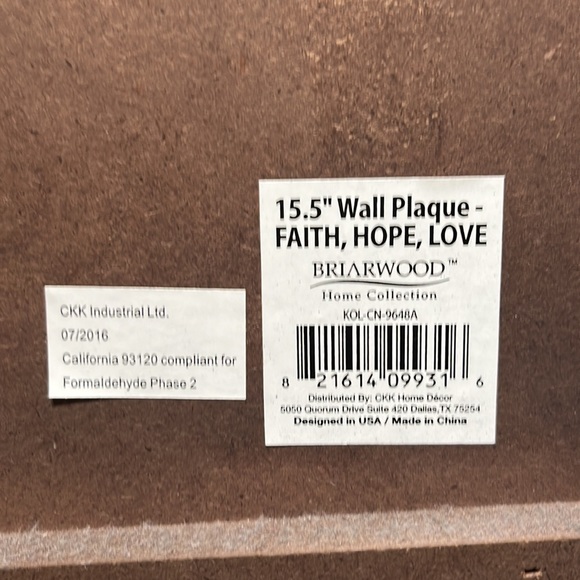 15.5" Wall Plaque -
FAITH, HOPE, LOVE
BRIARWOOD™
Home Collection
KOL-CN-9648A
8 21614 09931 6
Distributed By: CKK Home Décor
5050 Quorum Drive Suite 420 Dallas,TX 75254
Designed in USA / Made in China
CKK Industrial Ltd.
07/2016
California 93120 compliant for
Formaldehyde Phase 2